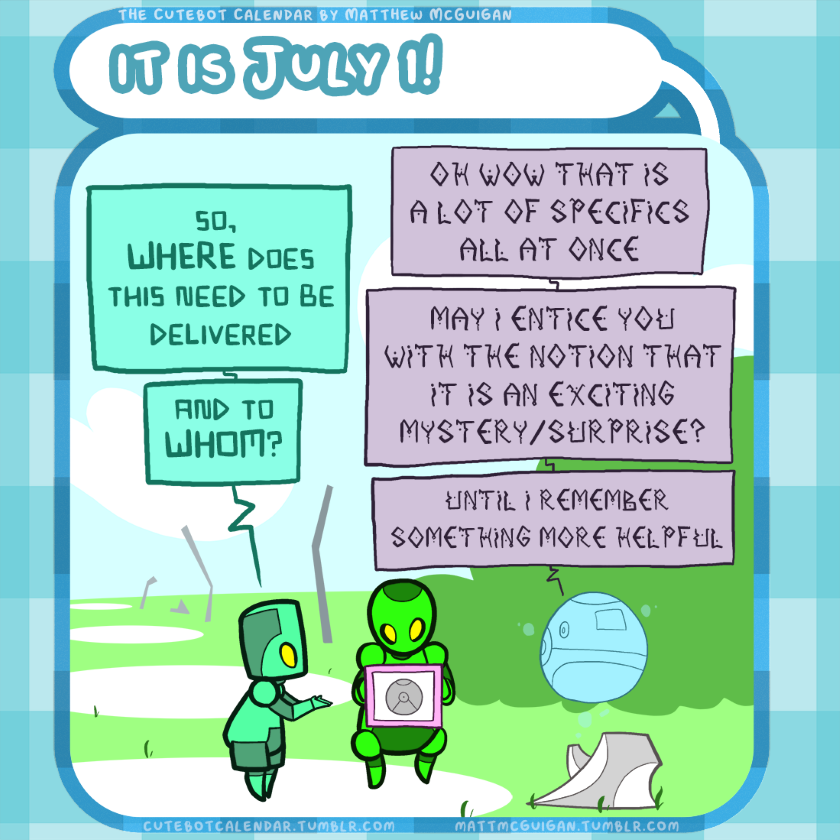 THE CUTEBOT CALENDAR BY MATTHEW MCGUIGAN
IT IS JULY 1!
SO,
WHERE DOES
THIS NEED TO BE
DELIVERED
AND TO
WHOM?
OH WOW THAT IS
A LOT OF SPECIFICS
ALL AT ONCE
MAY I ENTICE YOU
WITH THE NOTION THAT
IT IS AN EXCITING
MYSTERY/SURPRISE?
UNTIL I REMEMBER
SOMETHING MORE HELPFUL
CUTEBOTCALENDAR.TUMBLR.COM
MATTMCGUIGAN.TUMBLR.COM